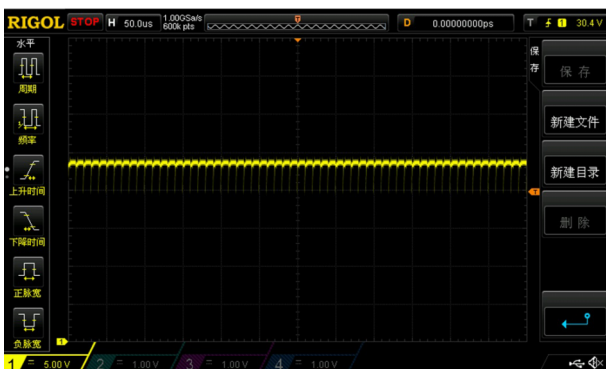 RIGOL STOP H 50.0us 1.00GSa/s 600k pts D 0.00000000ps T 1 30.4 V
水平
周期
频率
上升时间
下降时间
正脉宽
负脉宽
保存
保 存
新建文件
新建目录
删 除
T
1
1 = 5.00 V 2 = 1.00 V 3 = 1.00 V 4 = 1.00 V